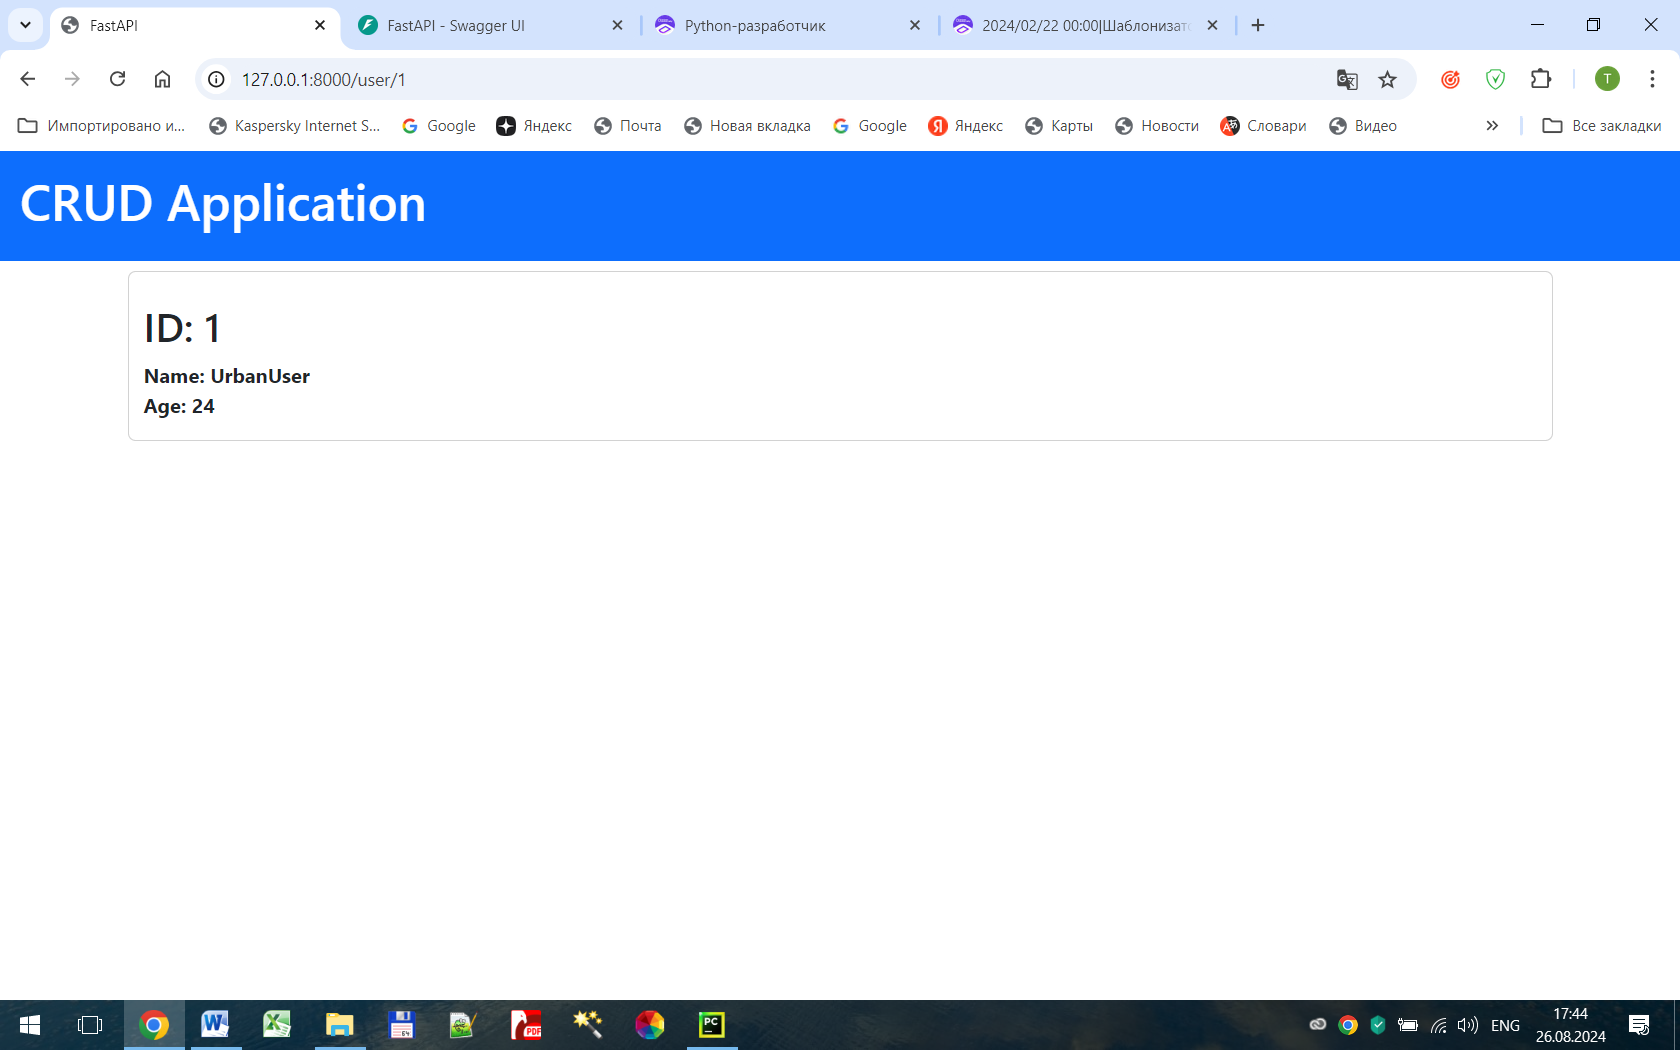 FastAPI
FastAPI - Swagger UI
Python-разработчик
2024/02/22 00:00|Шаблонизат
127.0.0.1:8000/user/1
T
Импортировано и...
Kaspersky Internet S...
Google
Яндекс
Почта
Новая вкладка
Google
Яндекс
Карты
Новости
Словари
Видео
Все закладки
CRUD Application
ID: 1
Name: UrbanUser
Age: 24
ENG
17:44
26.08.2024